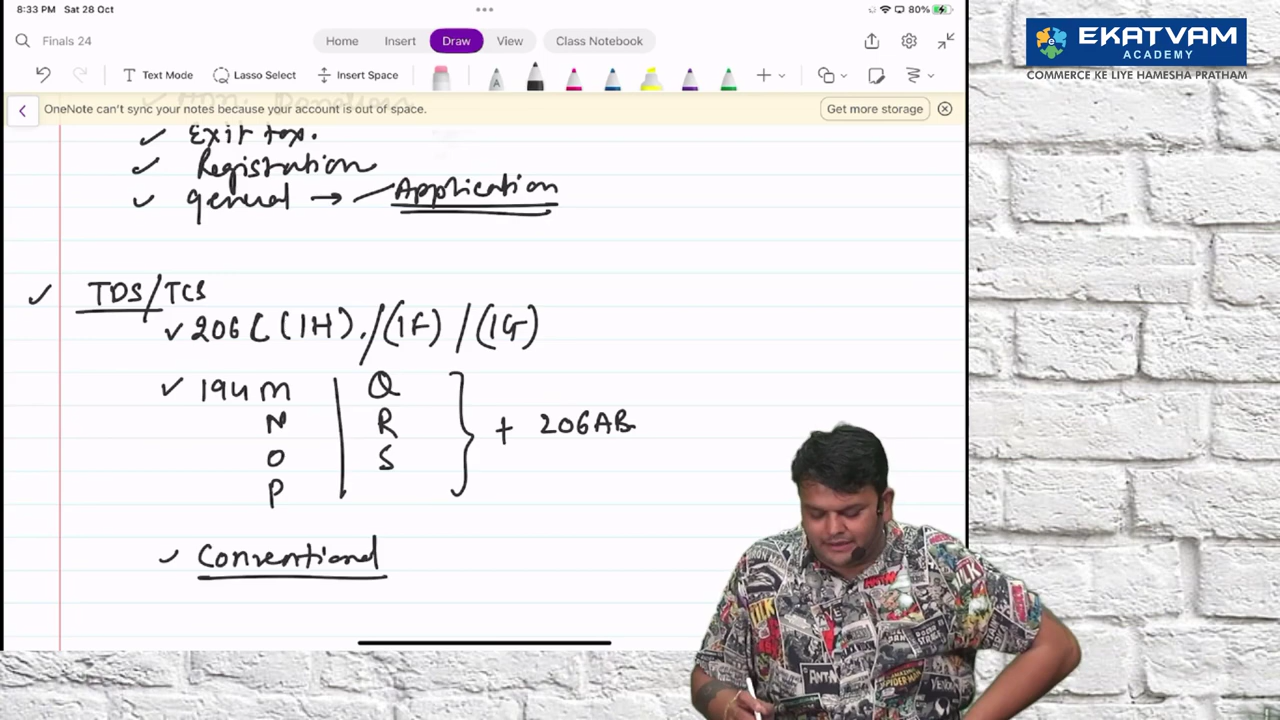 8:33 PM Sat 28 Oct
80%
Finals 24
Home Insert Draw View Class Notebook
Text Mode Lasso Select Insert Space
OneNote can't sync your notes because your account is out of space. Get more storage
Exit tax.
Registration
general → Application
TDS/TCS
206C (1H). /(1F) /(1G)
194 M | Q
N | R + 206AB
O | S
P
Conventional
EKATVAM
ACADEMY
COMMERCE KE LIYE HAMESHA PRATHAM